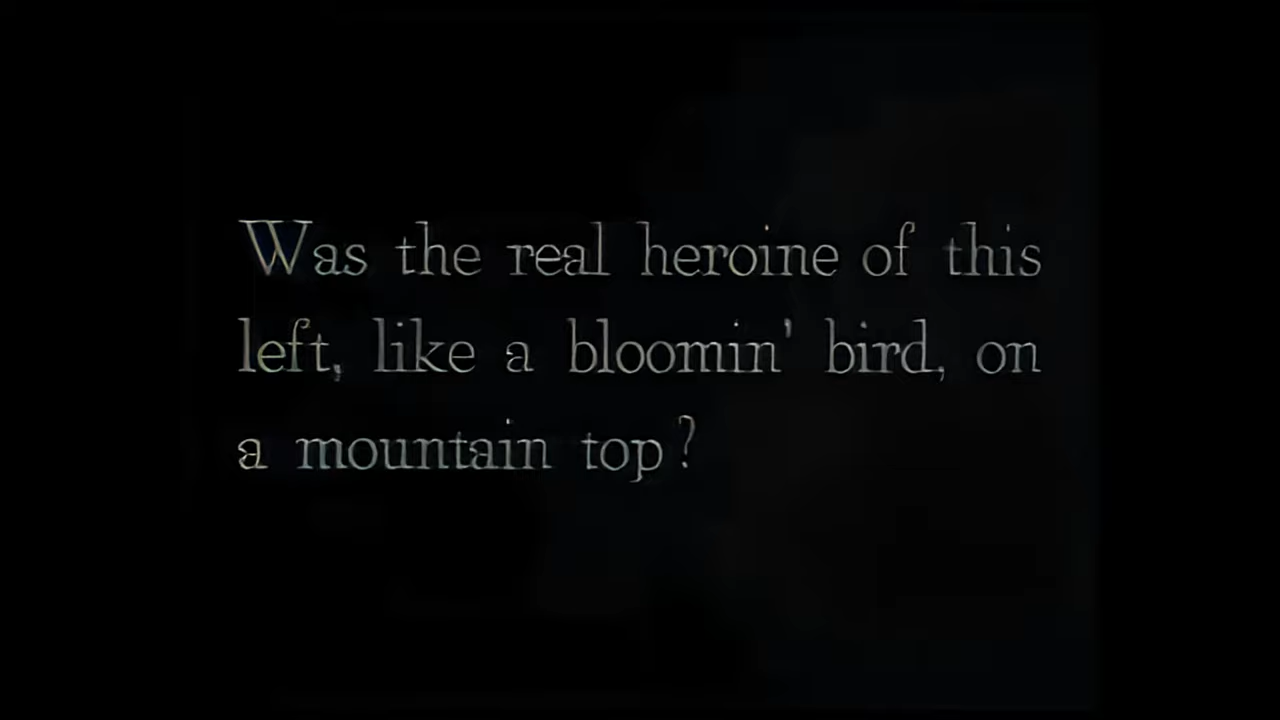 Was the real heroine of this
left, like a bloomin' bird, on
a mountain top?